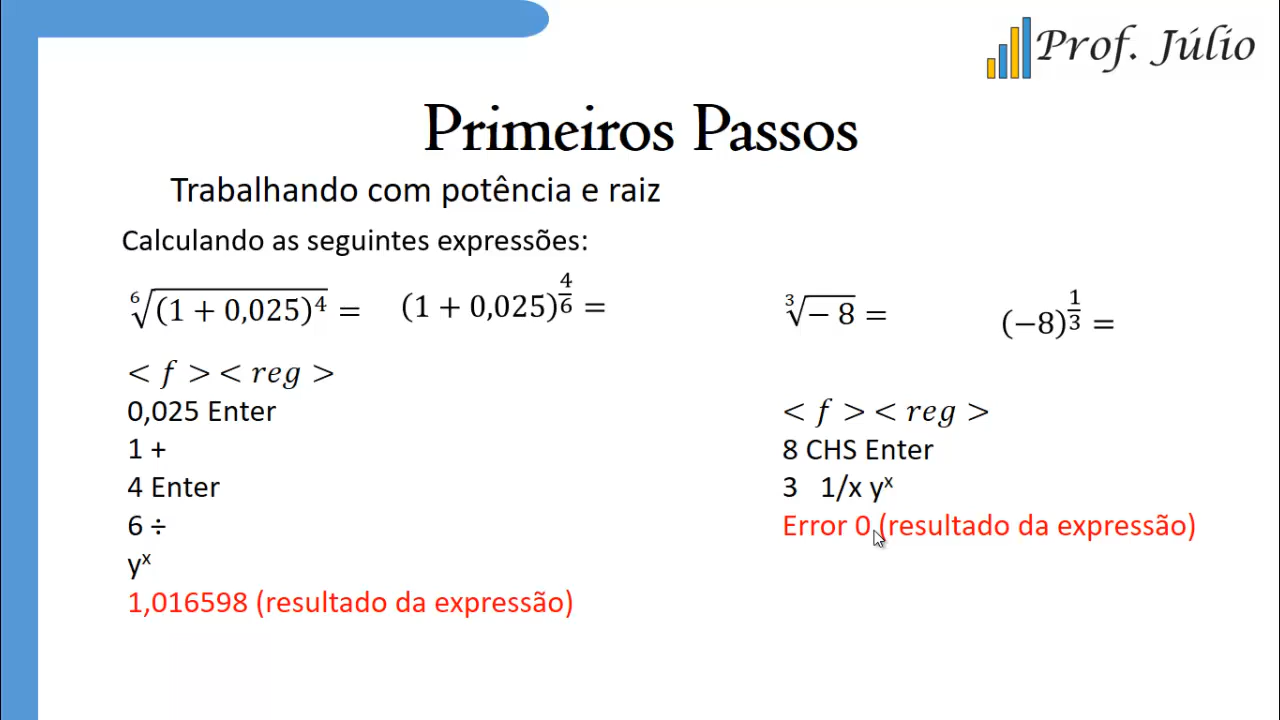 Prof. Júlio
Primeiros Passos
Trabalhando com potência e raiz
Calculando as seguintes expressões:
⁶√(1 + 0,025)⁴ = (1 + 0,025)^(4/6) =
< f > < reg >
0,025 Enter
1 +
4 Enter
6 ÷
yˣ
1,016598 (resultado da expressão)
³√−8 = (−8)^(1/3) =
< f > < reg >
8 CHS Enter
3 1/x yˣ
Error 0 (resultado da expressão)